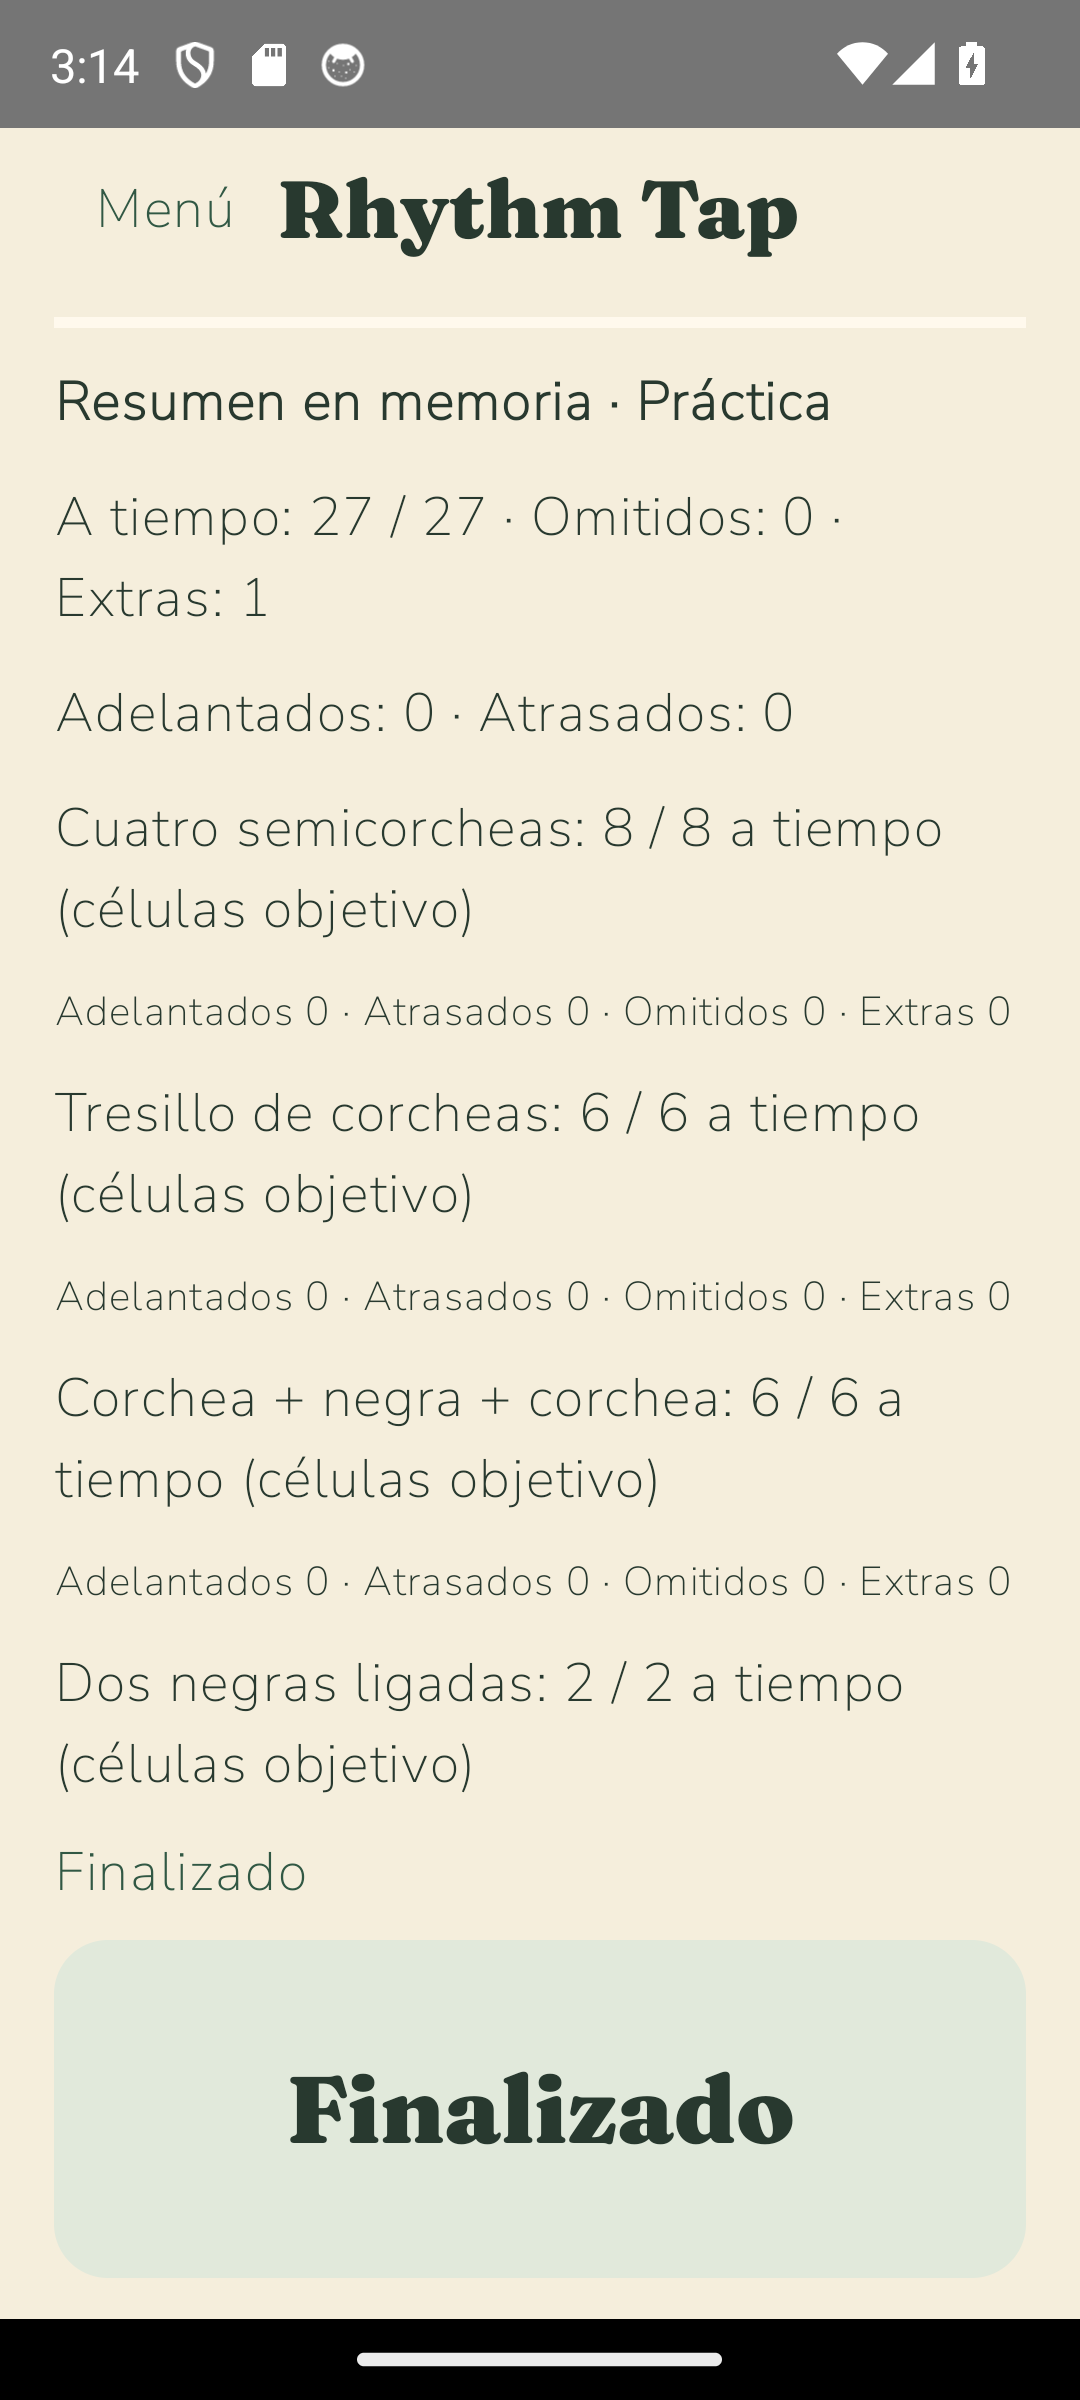 3:14
Menú Rhythm Tap
Resumen en memoria · Práctica
A tiempo: 27 / 27 · Omitidos: 0 ·
Extras: 1
Adelantados: 0 · Atrasados: 0
Cuatro semicorcheas: 8 / 8 a tiempo
(células objetivo)
Adelantados 0 · Atrasados 0 · Omitidos 0 · Extras 0
Tresillo de corcheas: 6 / 6 a tiempo
(células objetivo)
Adelantados 0 · Atrasados 0 · Omitidos 0 · Extras 0
Corchea + negra + corchea: 6 / 6 a
tiempo (células objetivo)
Adelantados 0 · Atrasados 0 · Omitidos 0 · Extras 0
Dos negras ligadas: 2 / 2 a tiempo
(células objetivo)
Finalizado
Finalizado